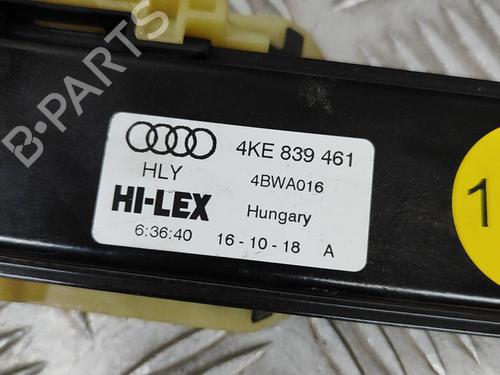 B-PARTS
4KE 839 461
HLY 4BWA016
HI-LEX Hungary
6:36:40 16-10-18 A
1